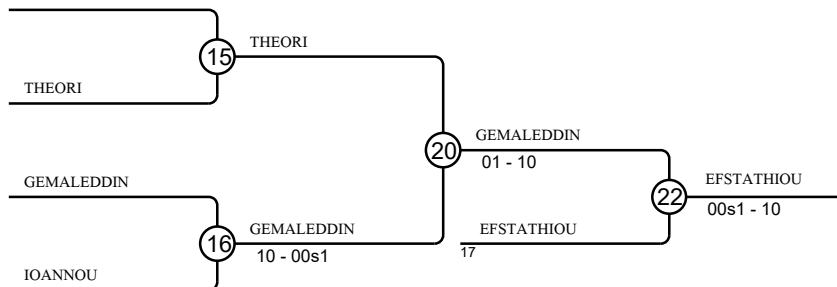 THEORI
15
THEORI
GEMALEDDIN
20
01 - 10
GEMALEDDIN
EFSTATHIOU
22
00s1 - 10
GEMALEDDIN
16
10 - 00s1
EFSTATHIOU
17
IOANNOU